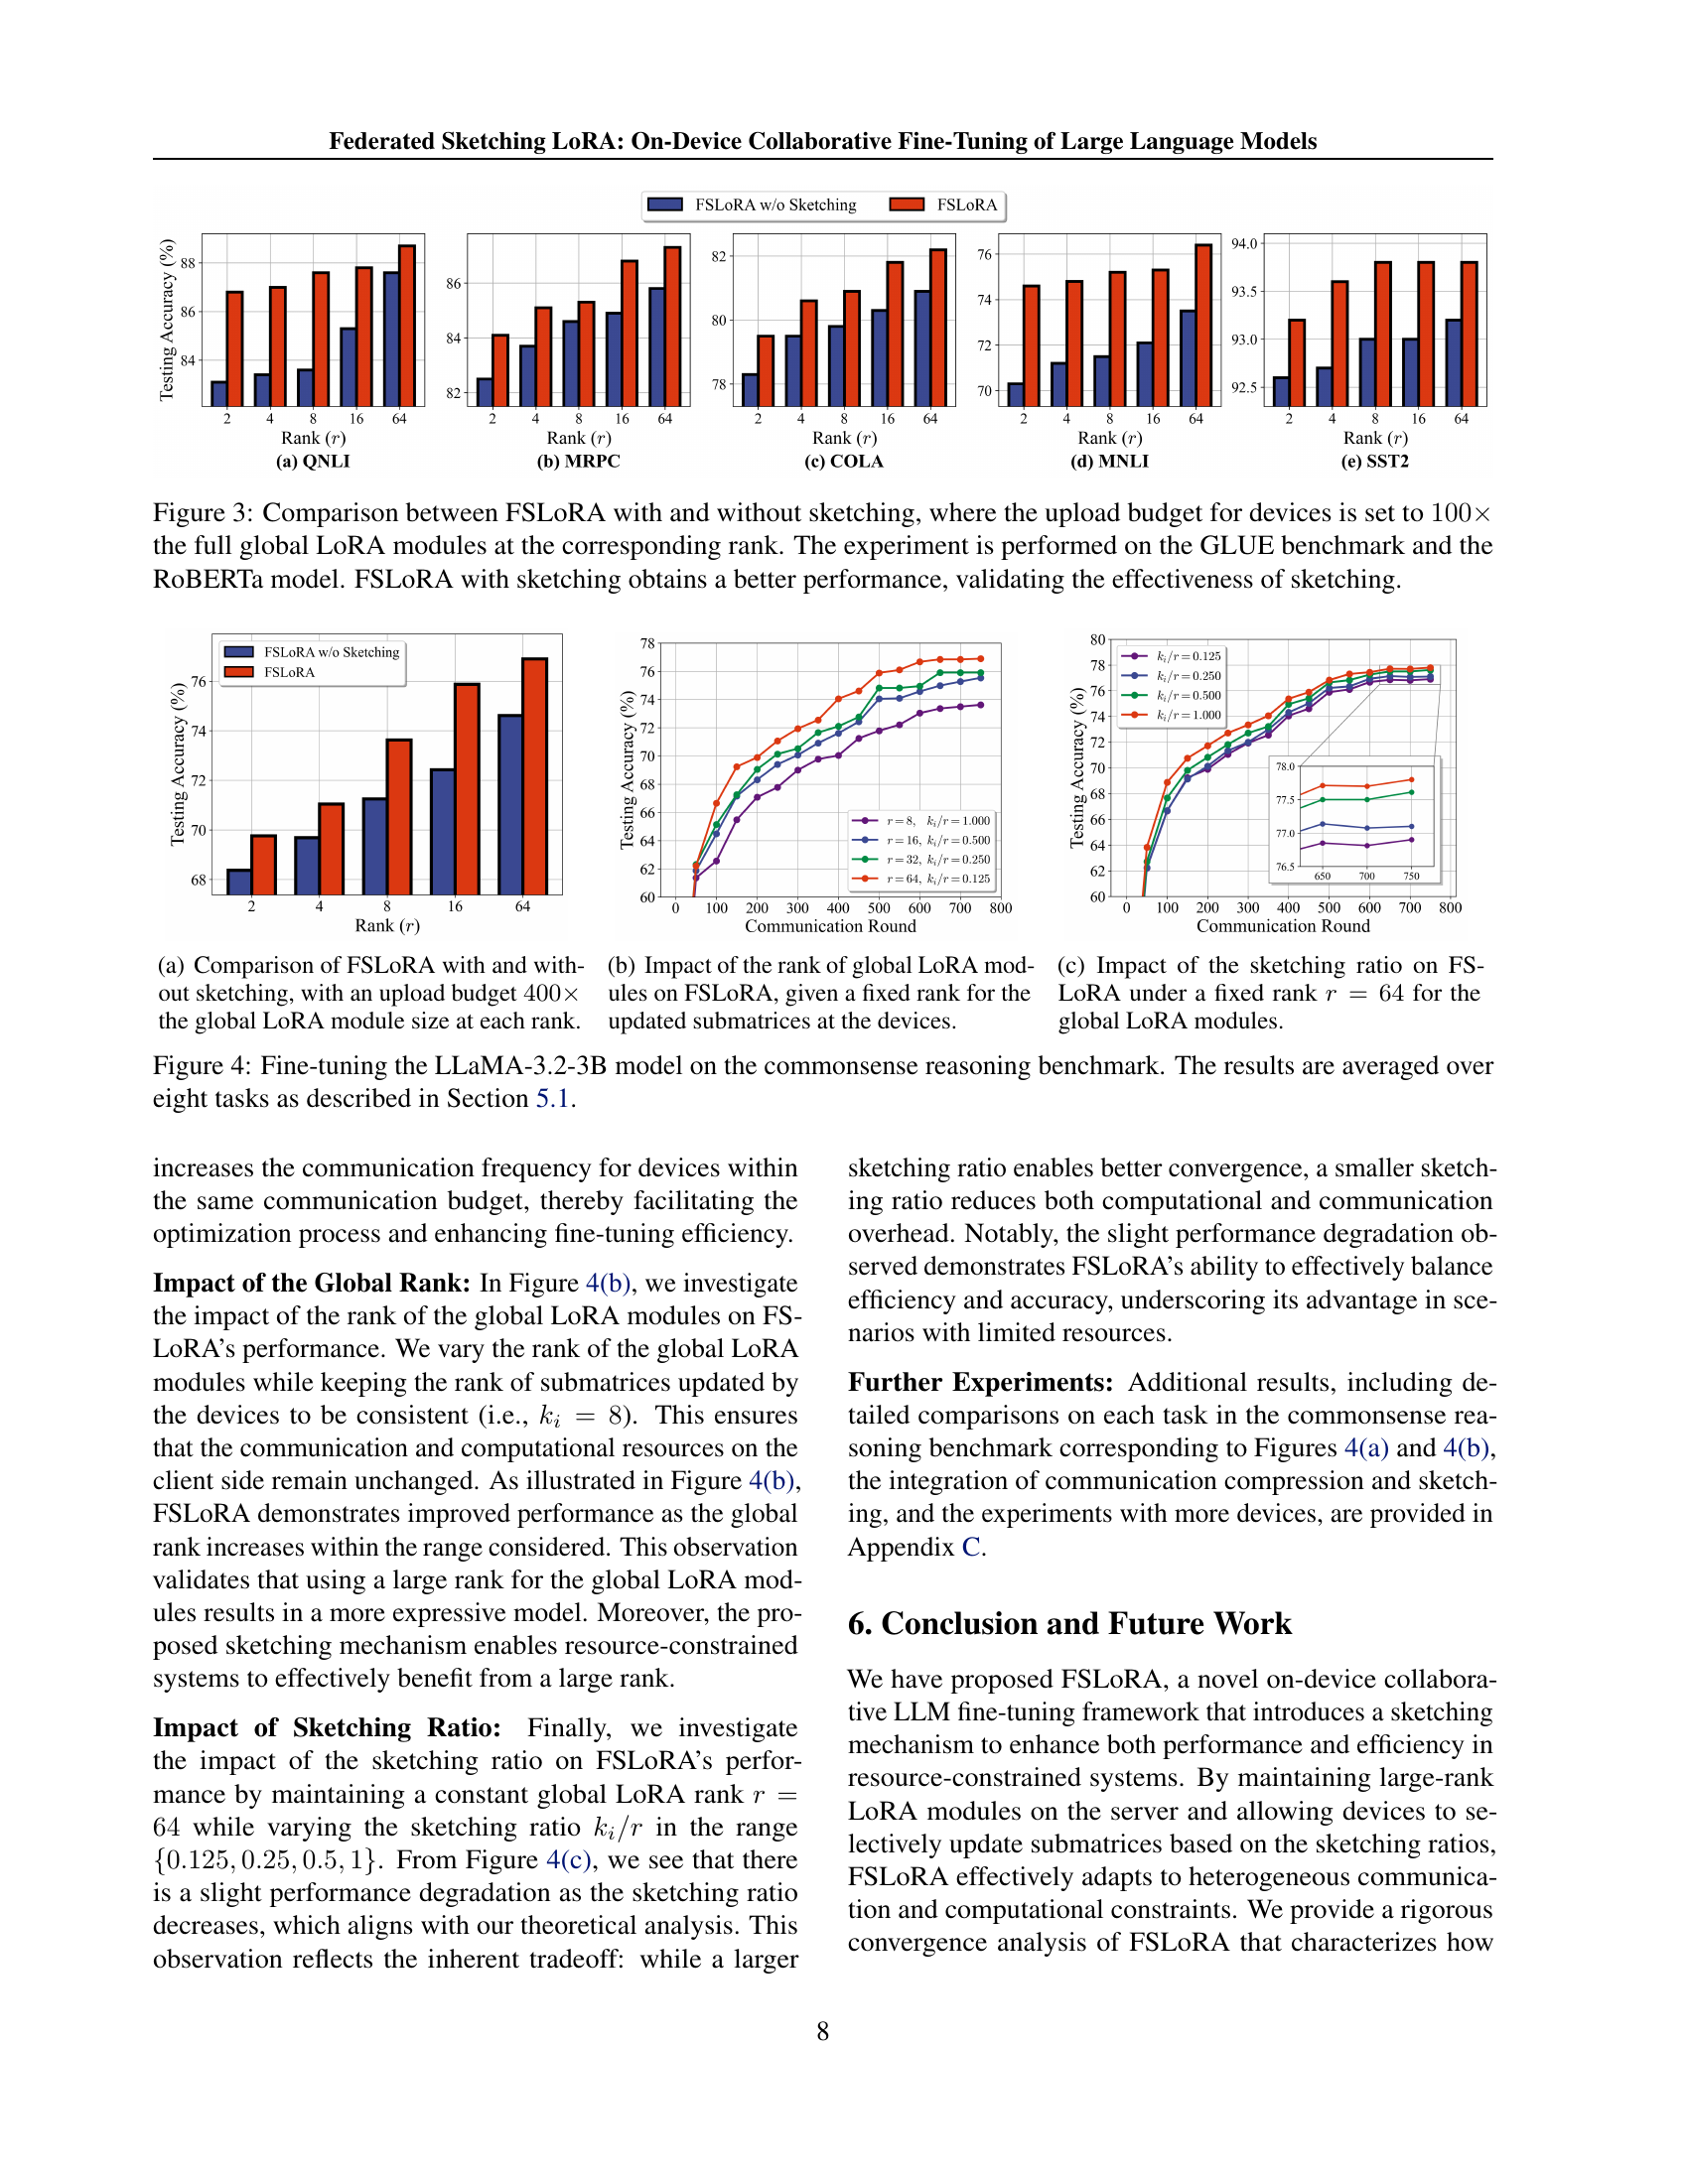 Federated Sketching LoRA: On-Device Collaborative Fine-Tuning of Large Language Models
FSLoRA w/o Sketching
FSLoRA
Testing Accuracy (%)
88
86
84
2 4 8 16 64
Rank (r)
(a) QNLI
86
84
82
2 4 8 16 64
Rank (r)
(b) MRPC
82
80
78
2 4 8 16 64
Rank (r)
(c) COLA
76
74
72
70
2 4 8 16 64
Rank (r)
(d) MNLI
94.0
93.5
93.0
92.5
2 4 8 16 64
Rank (r)
(e) SST2
Figure 3: Comparison between FSLoRA with and without sketching, where the upload budget for devices is set to 100×
the full global LoRA modules at the corresponding rank. The experiment is performed on the GLUE benchmark and the
RoBERTa model. FSLoRA with sketching obtains a better performance, validating the effectiveness of sketching.
FSLoRA w/o Sketching
FSLoRA
Testing Accuracy (%)
76
74
72
70
68
2 4 8 16 64
Rank (r)
(a) Comparison of FSLoRA with and with-
out sketching, with an upload budget 400×
the global LoRA module size at each rank.
Testing Accuracy (%)
78
76
74
72
70
68
66
64
62
60
r = 8, k_i/r = 1.000
r = 16, k_i/r = 0.500
r = 32, k_i/r = 0.250
r = 64, k_i/r = 0.125
0 100 200 300 400 500 600 700 800
Communication Round
(b) Impact of the rank of global LoRA mod-
ules on FSLoRA, given a fixed rank for the
updated submatrices at the devices.
Testing Accuracy (%)
80
78
76
74
72
70
68
66
64
62
60
k_i/r = 0.125
k_i/r = 0.250
k_i/r = 0.500
k_i/r = 1.000
78.0
77.5
77.0
76.5
650 700 750
0 100 200 300 400 500 600 700 800
Communication Round
(c) Impact of the sketching ratio on FS-
LoRA under a fixed rank r = 64 for the
global LoRA modules.
Figure 4: Fine-tuning the LLaMA-3.2-3B model on the commonsense reasoning benchmark. The results are averaged over
eight tasks as described in Section 5.1.
increases the communication frequency for devices within
the same communication budget, thereby facilitating the
optimization process and enhancing fine-tuning efficiency.
Impact of the Global Rank: In Figure 4(b), we investigate
the impact of the rank of the global LoRA modules on FS-
LoRA's performance. We vary the rank of the global LoRA
modules while keeping the rank of submatrices updated by
the devices to be consistent (i.e., k_i = 8). This ensures
that the communication and computational resources on the
client side remain unchanged. As illustrated in Figure 4(b),
FSLoRA demonstrates improved performance as the global
rank increases within the range considered. This observation
validates that using a large rank for the global LoRA mod-
ules results in a more expressive model. Moreover, the pro-
posed sketching mechanism enables resource-constrained
systems to effectively benefit from a large rank.
Impact of Sketching Ratio: Finally, we investigate
the impact of the sketching ratio on FSLoRA's perfor-
mance by maintaining a constant global LoRA rank r =
64 while varying the sketching ratio k_i/r in the range
{0.125, 0.25, 0.5, 1}. From Figure 4(c), we see that there
is a slight performance degradation as the sketching ratio
decreases, which aligns with our theoretical analysis. This
observation reflects the inherent tradeoff: while a larger
sketching ratio enables better convergence, a smaller sketch-
ing ratio reduces both computational and communication
overhead. Notably, the slight performance degradation ob-
served demonstrates FSLoRA's ability to effectively balance
efficiency and accuracy, underscoring its advantage in sce-
narios with limited resources.
Further Experiments: Additional results, including de-
tailed comparisons on each task in the commonsense rea-
soning benchmark corresponding to Figures 4(a) and 4(b),
the integration of communication compression and sketch-
ing, and the experiments with more devices, are provided in
Appendix C.
6. Conclusion and Future Work
We have proposed FSLoRA, a novel on-device collabora-
tive LLM fine-tuning framework that introduces a sketching
mechanism to enhance both performance and efficiency in
resource-constrained systems. By maintaining large-rank
LoRA modules on the server and allowing devices to se-
lectively update submatrices based on the sketching ratios,
FSLoRA effectively adapts to heterogeneous communica-
tion and computational constraints. We provide a rigorous
convergence analysis of FSLoRA that characterizes how
8